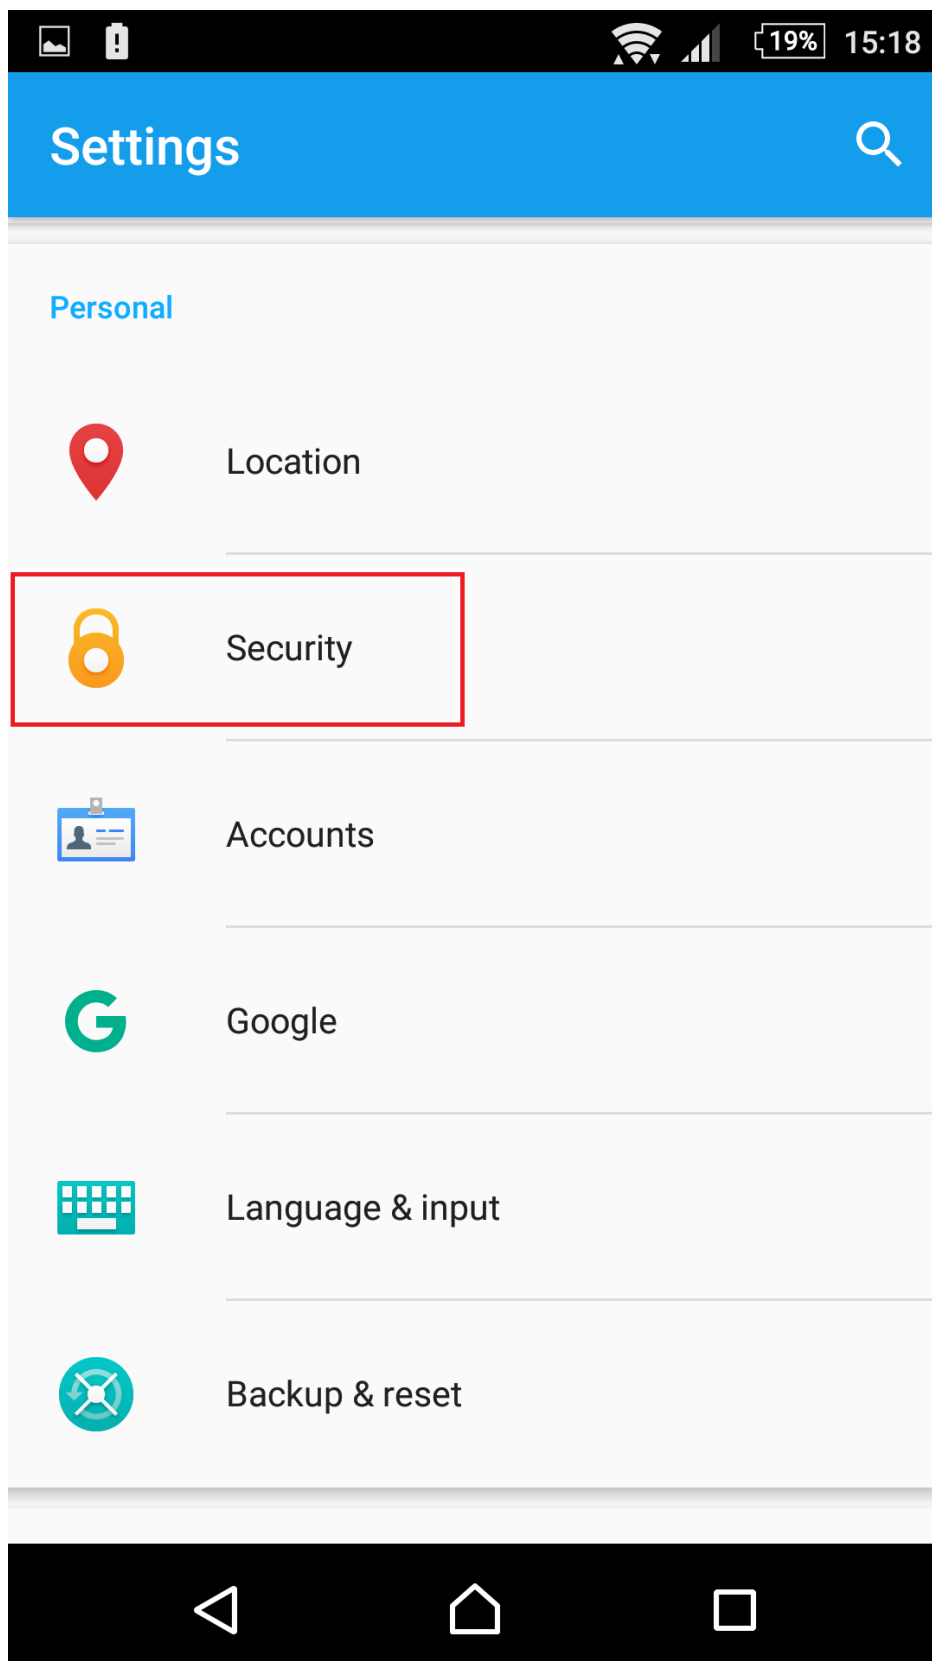 19% 15:18
Settings
Personal
Location
Security
Accounts
Google
Language & input
Backup & reset